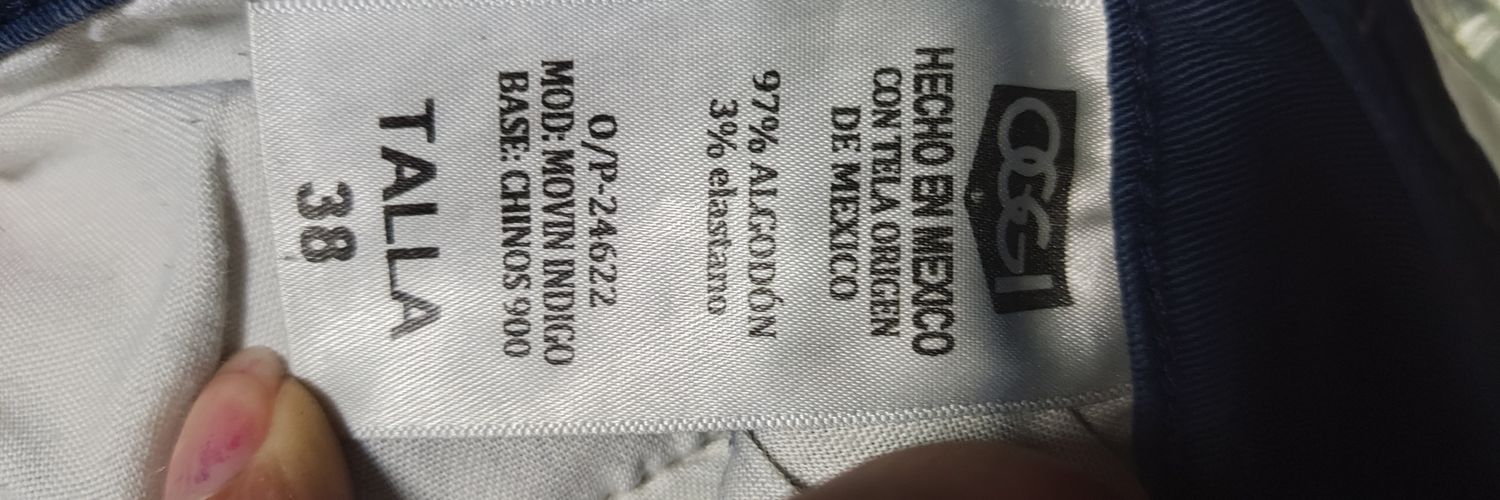 OGGI
HECHO EN MEXICO
CON TELA ORIGEN
DE MEXICO
97% ALGODÓN
3% elastano
O/P-24622
MOD: MOVIN INDIGO
BASE: CHINOS 900
TALLA
38